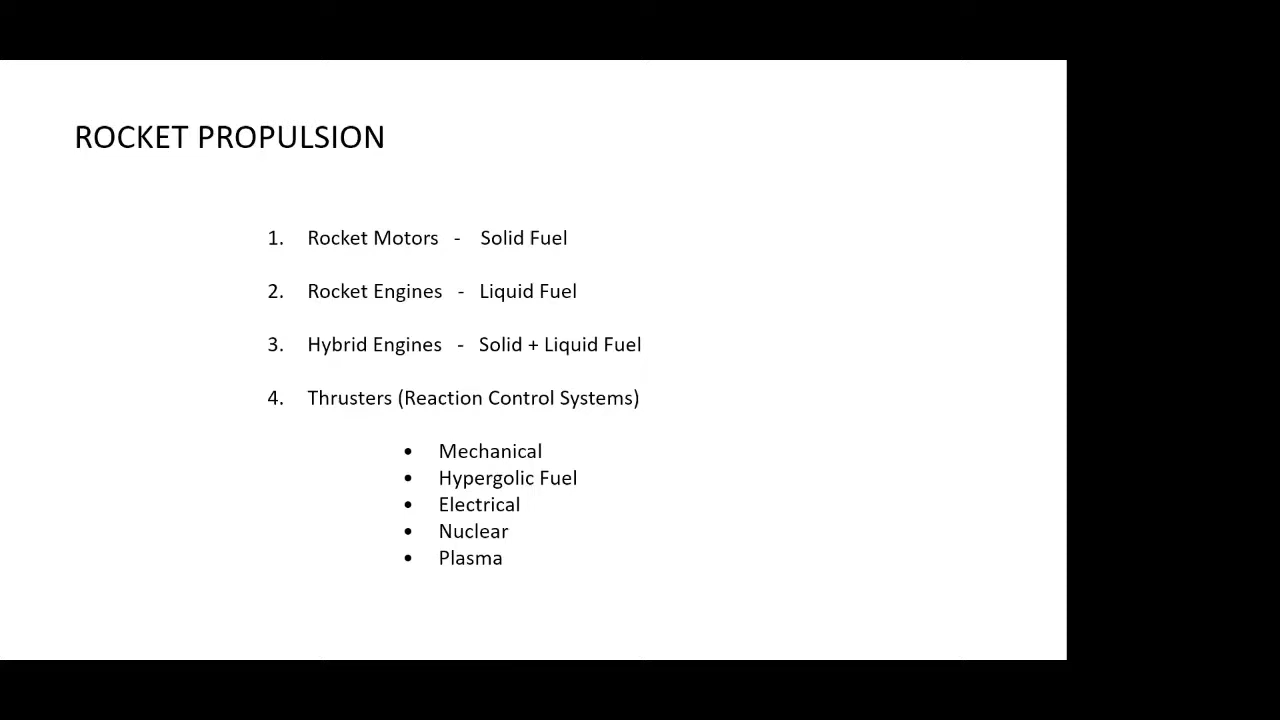 ROCKET PROPULSION
1. Rocket Motors - Solid Fuel
2. Rocket Engines - Liquid Fuel
3. Hybrid Engines - Solid + Liquid Fuel
4. Thrusters (Reaction Control Systems)
• Mechanical
• Hypergolic Fuel
• Electrical
• Nuclear
• Plasma